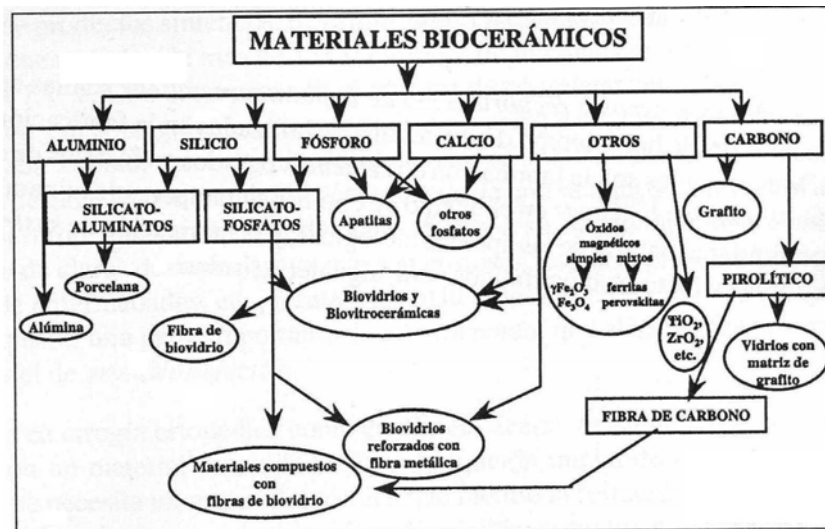 MATERIALES BIOCERÁMICOS
ALUMINIO
SILICIO
FÓSFORO
CALCIO
OTROS
CARBONO
SILICATO-
ALUMINATOS
SILICATO-
FOSFATOS
Apatitas
otros
fosfatos
Grafito
Óxidos
magnéticos
simples mixtos
γFe₂O₃ ferritas
Fe₃O₄ perovskitas
PIROLÍTICO
Porcelana
Alúmina
Fibra de
biovidrio
Biovidrios y
Biovitrocerámicas
TiO₂,
ZrO₂,
etc.
Vidrios con
matriz de
grafito
FIBRA DE CARBONO
Biovidrios
reforzados con
fibra metálica
Materiales compuestos
con
fibras de biovidrio